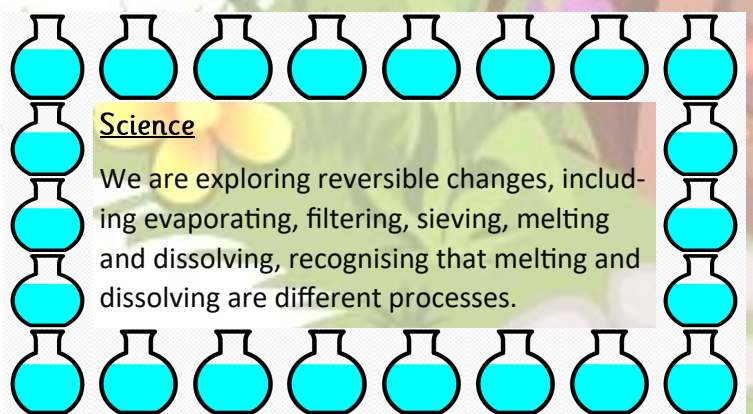 Science
We are exploring reversible changes, includ-
ing evaporating, filtering, sieving, melting
and dissolving, recognising that melting and
dissolving are different processes.